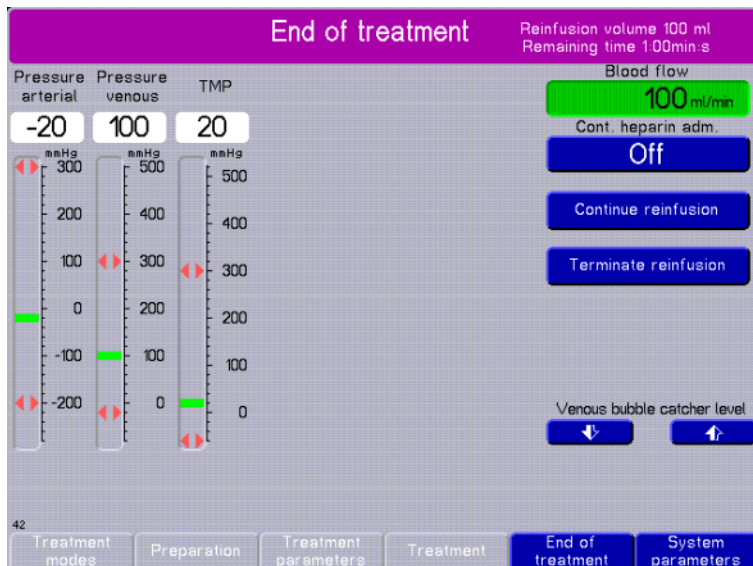 End of treatment
Reinfusion volume 100 ml
Remaining time 1:00min:s
Pressure arterial
Pressure venous
TMP
-20
100
20
mmHg
300
200
100
0
-100
-200
mmHg
500
400
300
200
100
0
mmHg
500
400
300
200
100
0
Blood flow
100 ml/min
Cont. heparin adm.
Off
Continue reinfusion
Terminate reinfusion
Venous bubble catcher level
42
Treatment modes
Preparation
Treatment parameters
Treatment
End of treatment
System parameters